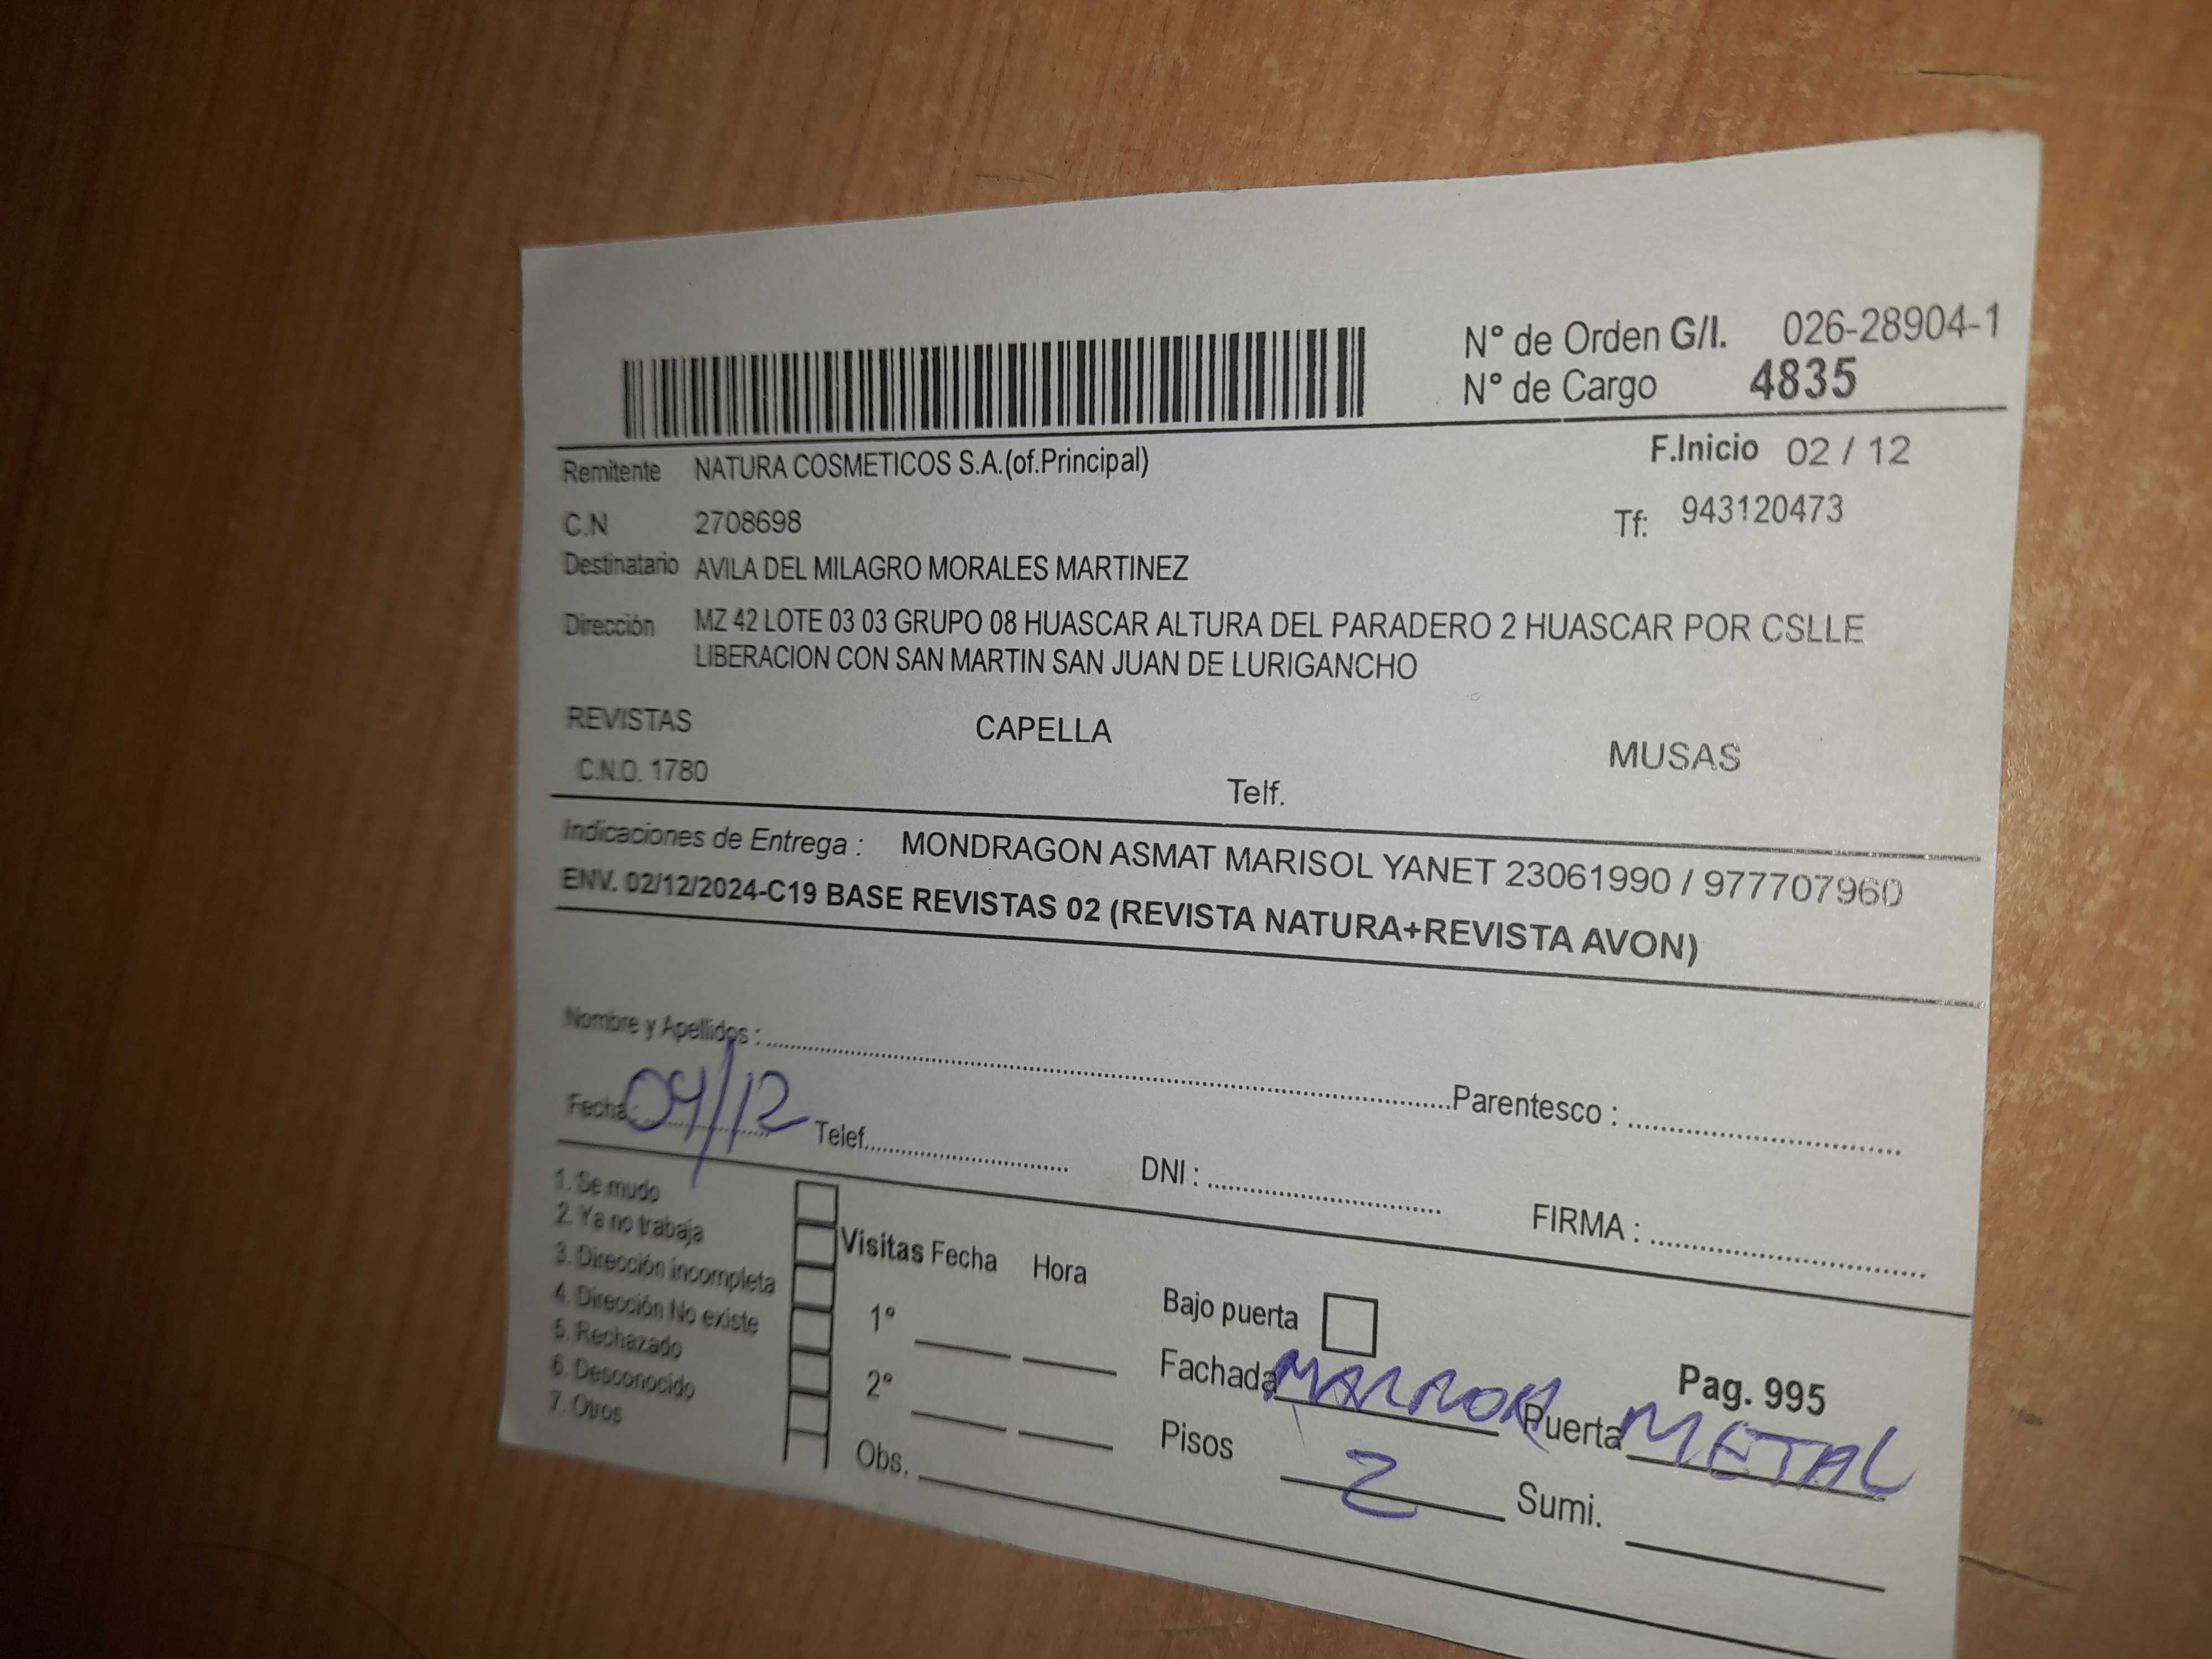 N° de Orden G/I. 026-28904-1
N° de Cargo 4835
Remitente NATURA COSMETICOS S.A.(of.Principal)
F.Inicio 02 / 12
C.N 2708698
Tf: 943120473
Destinatario AVILA DEL MILAGRO MORALES MARTINEZ
Dirección MZ 42 LOTE 03 03 GRUPO 08 HUASCAR ALTURA DEL PARADERO 2 HUASCAR POR CSLLE
LIBERACION CON SAN MARTIN SAN JUAN DE LURIGANCHO
REVISTAS CAPELLA MUSAS
C.N.O. 1780 Telf.
Indicaciones de Entrega : MONDRAGON ASMAT MARISOL YANET 23061990 / 977707960
ENV. 02/12/2024-C19 BASE REVISTAS 02 (REVISTA NATURA+REVISTA AVON)
Nombre y Apellidos : Parentesco :
Fecha: 04/12 Telef. DNI : FIRMA :
1. Se mudo
2. Ya no trabaja
3. Dirección incompleta
4. Dirección No existe
5. Rechazado
6. Desconocido
7. Otros
Visitas Fecha Hora
1°
2°
Obs.
Bajo puerta
Pag. 995
Fachada MARRON Puerta METAL
Pisos 2 Sumi.